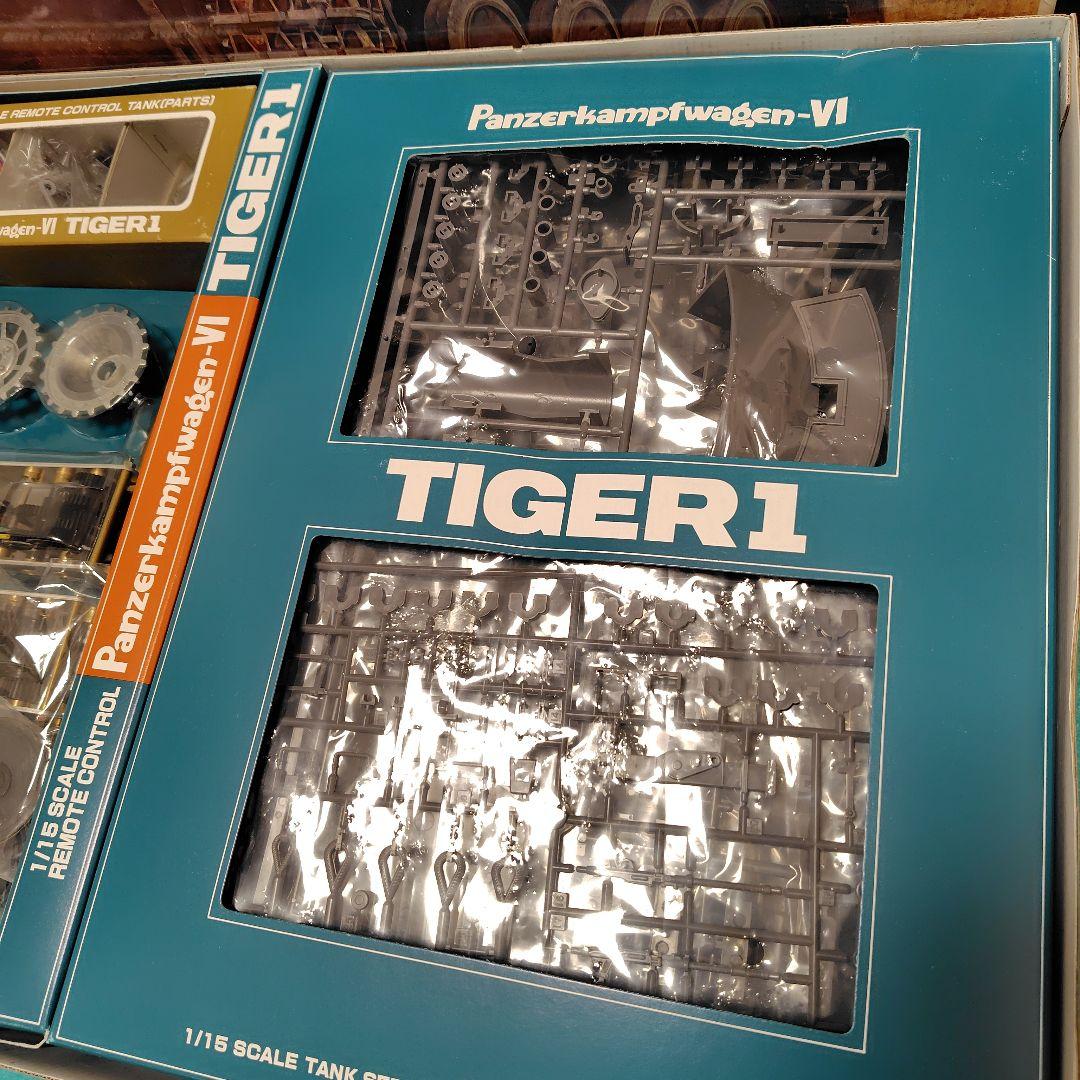 E REMOTE CONTROL TANK(PARTS)
wagen-VI TIGER1
TIGER1
Panzerkampfwagen-VI
1/15 SCALE
REMOTE CONTROL
Panzerkampfwagen-VI
TIGER1
1/15 SCALE TANK